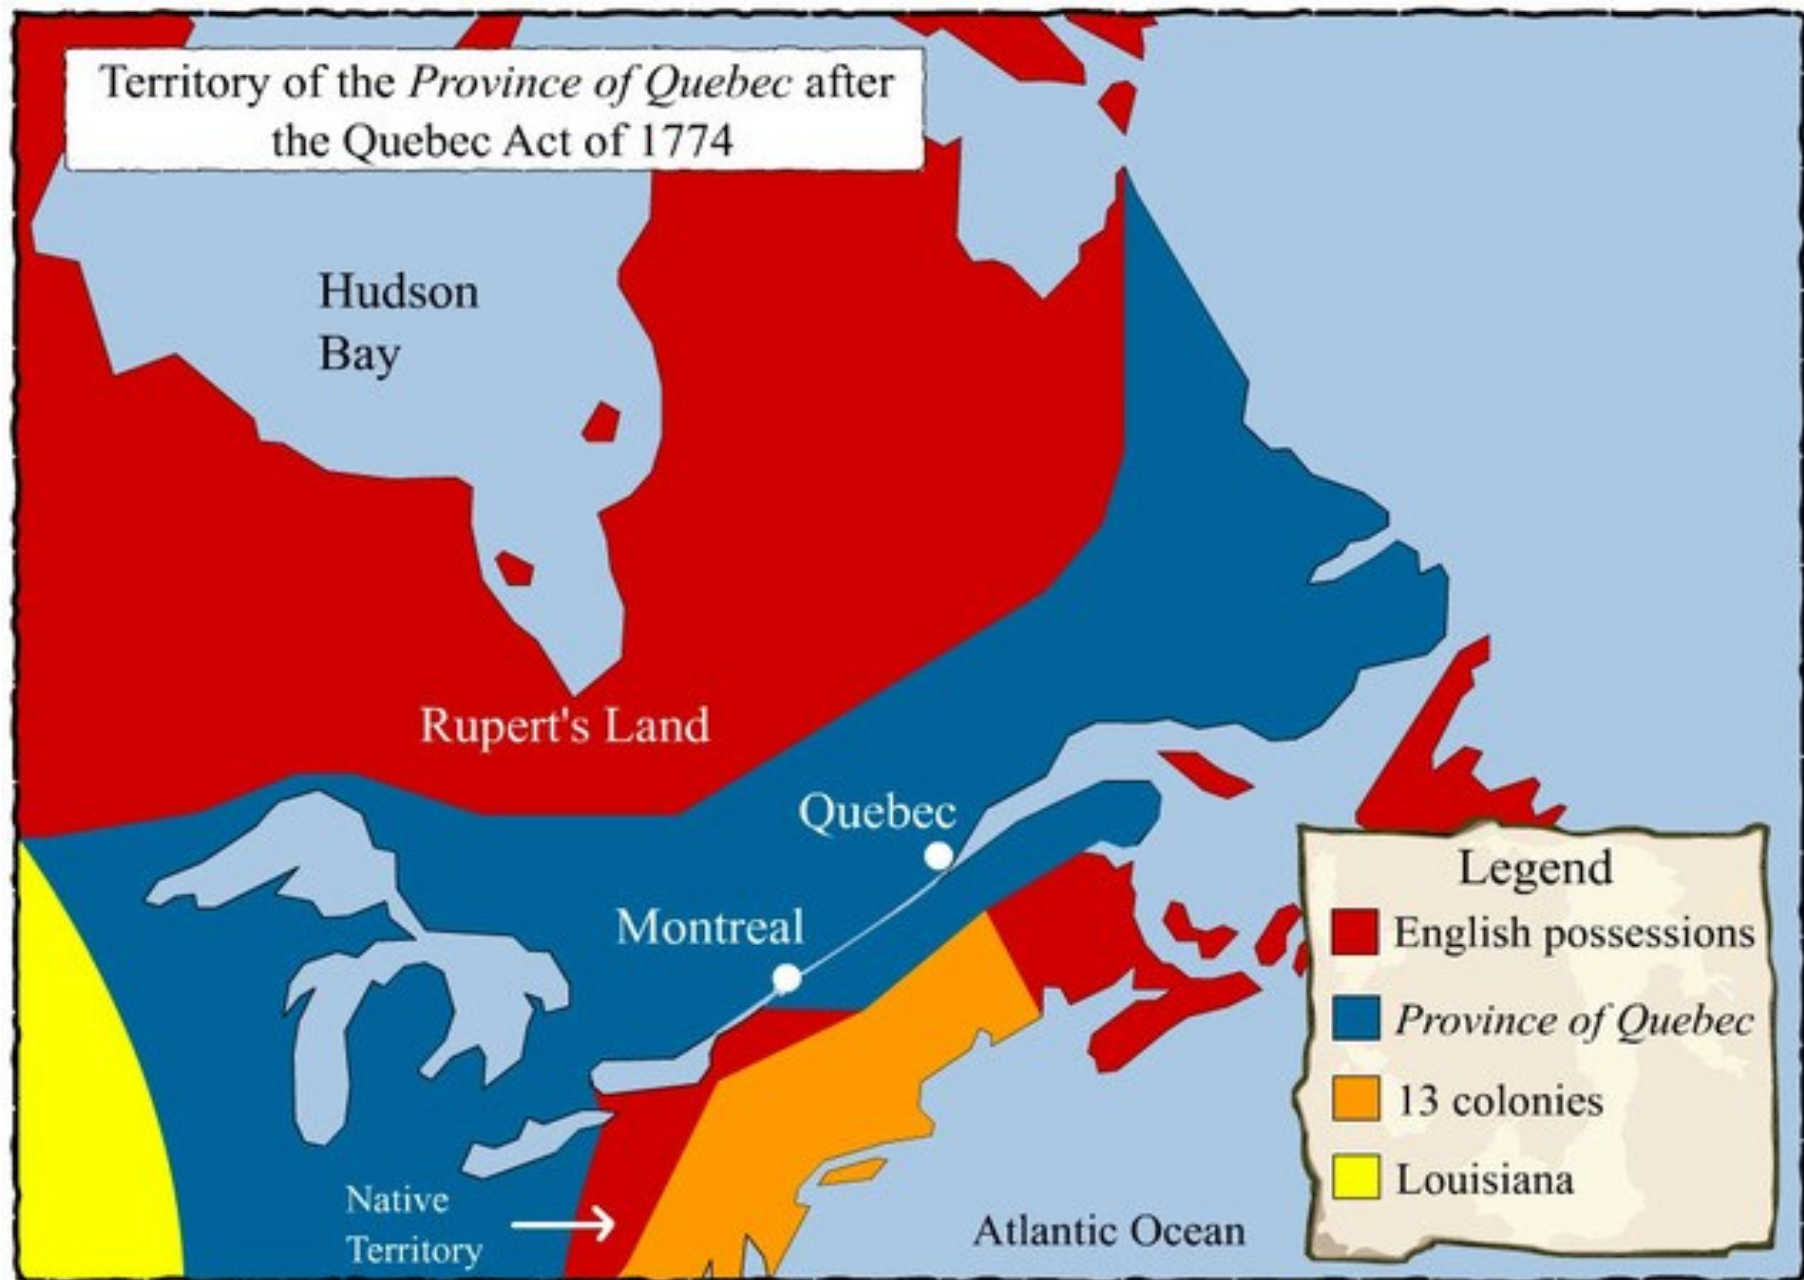 Territory of the Province of Quebec after
the Quebec Act of 1774
Hudson
Bay
Rupert's Land
Quebec
Montreal
Native
Territory
Atlantic Ocean
Legend
English possessions
Province of Quebec
13 colonies
Louisiana